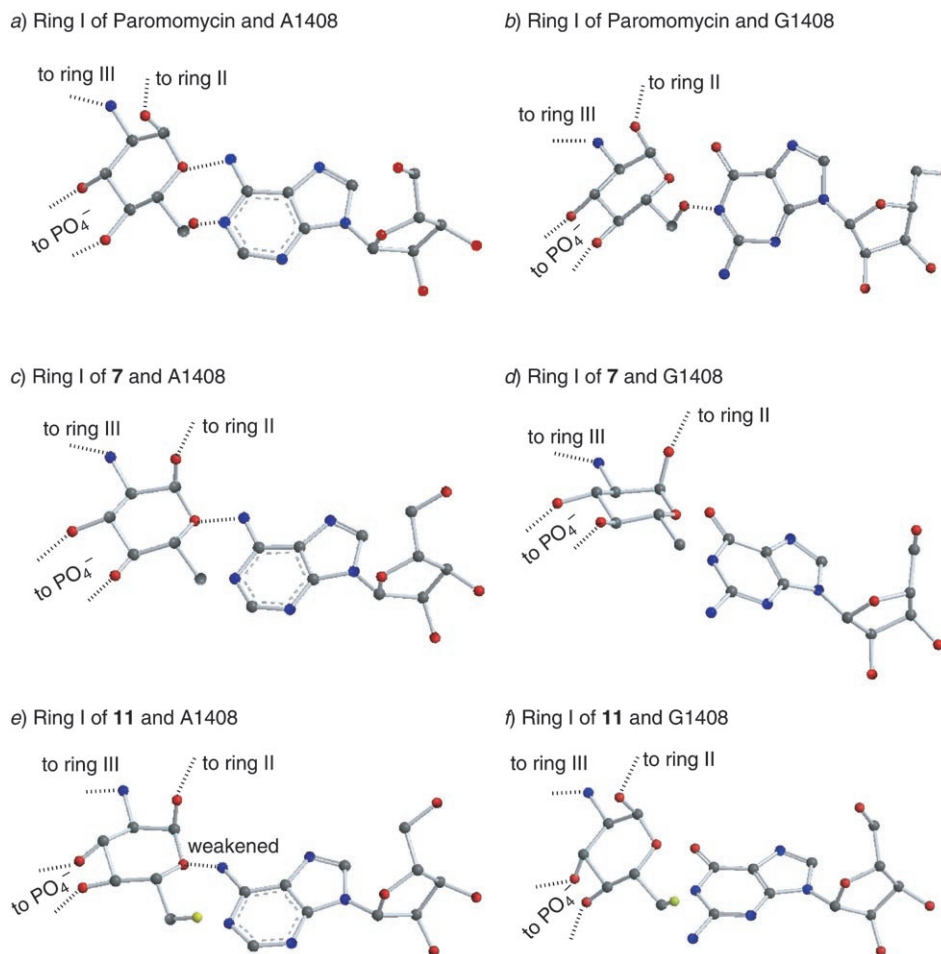 a) Ring I of Paromomycin and A1408
b) Ring I of Paromomycin and G1408
to ring III
to ring II
to PO4−
to ring III
to ring II
to PO4−
c) Ring I of 7 and A1408
d) Ring I of 7 and G1408
to ring III
to ring II
to PO4−
to ring III
to ring II
to PO4−
e) Ring I of 11 and A1408
f) Ring I of 11 and G1408
to ring III
to ring II
weakened
to PO4−
to ring III
to ring II
to PO4−